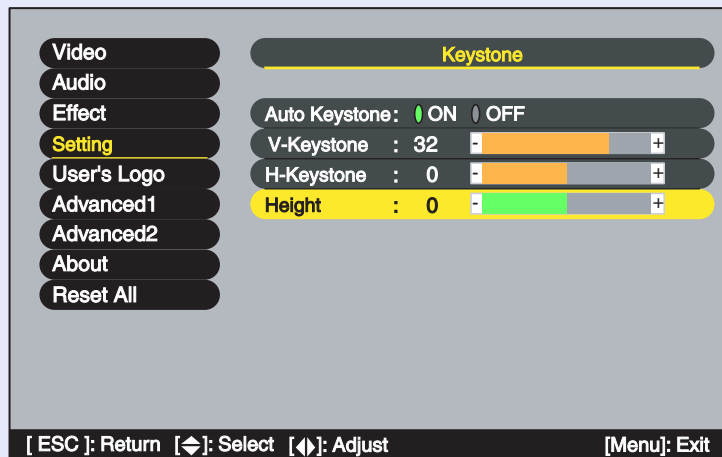 Video
Audio
Effect
Setting
User's Logo
Advanced1
Advanced2
About
Reset All
Keystone
Auto Keystone: ON OFF
V-Keystone : 32 - +
H-Keystone : 0 - +
Height : 0 - +
[ ESC ]: Return [◆]: Select [◆]: Adjust [Menu]: Exit